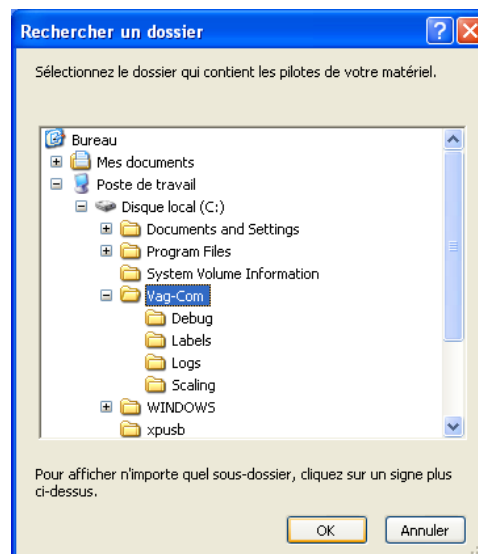 Rechercher un dossier
Sélectionnez le dossier qui contient les pilotes de votre matériel.
Bureau
Mes documents
Poste de travail
Disque local (C:)
Documents and Settings
Program Files
System Volume Information
Vag-Com
Debug
Labels
Logs
Scaling
WINDOWS
xpusb
Pour afficher n'importe quel sous-dossier, cliquez sur un signe plus
ci-dessus.
OK Annuler